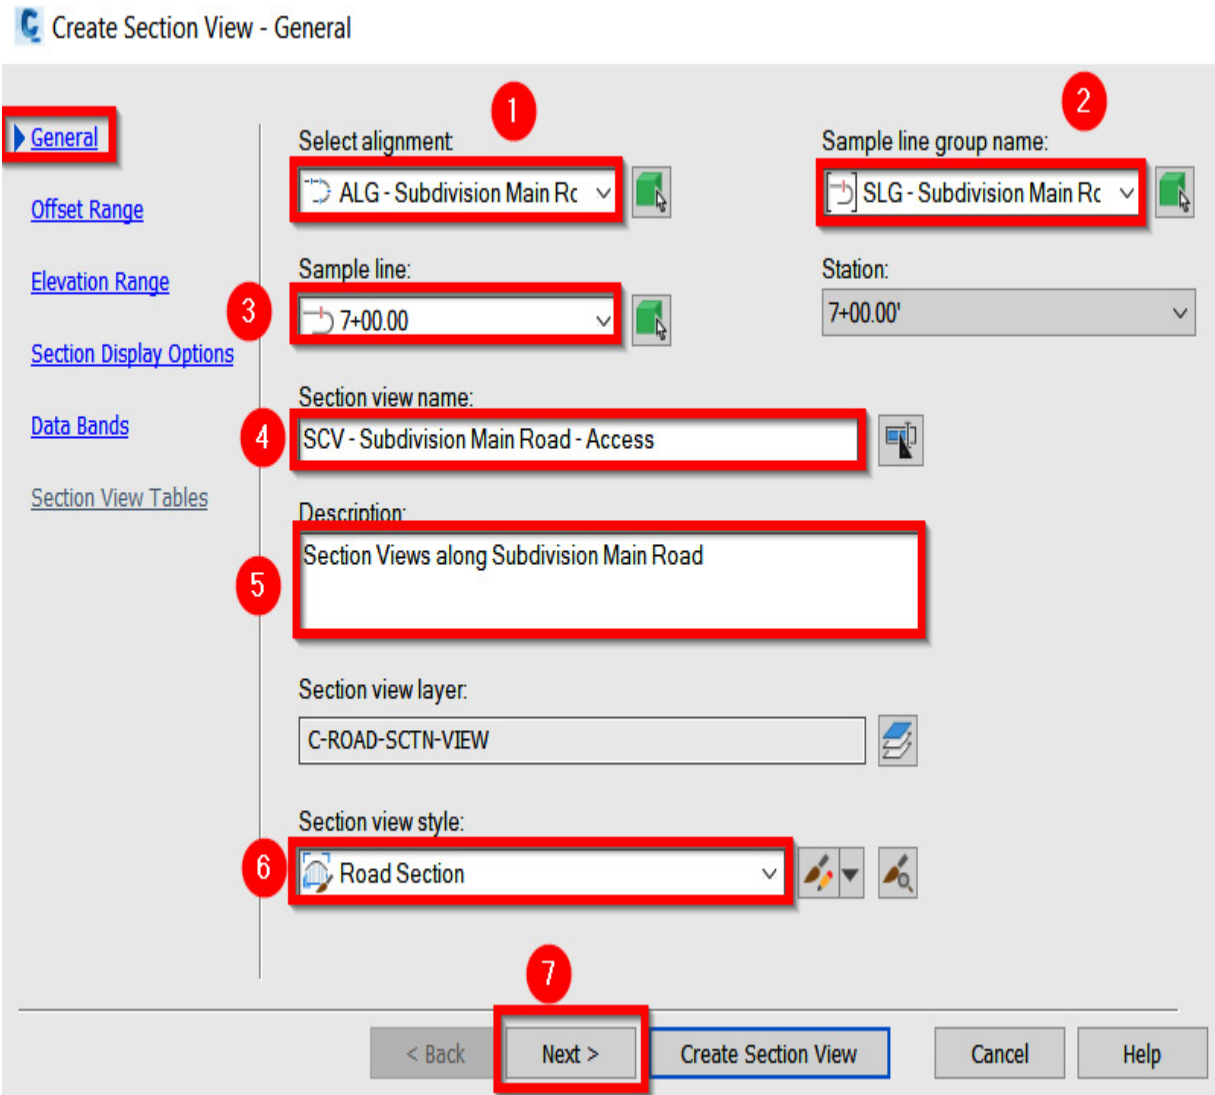 Create Section View - General
General
Offset Range
Elevation Range
Section Display Options
Data Bands
Section View Tables
1
2
Select alignment:
Sample line group name:
ALG - Subdivision Main Rc
SLG - Subdivision Main Rc
Sample line:
Station:
3
7+00.00
7+00.00'
Section view name:
4
SCV - Subdivision Main Road - Access
Description:
5
Section Views along Subdivision Main Road
Section view layer:
C-ROAD-SCTN-VIEW
Section view style:
6
Road Section
7
< Back
Next >
Create Section View
Cancel
Help